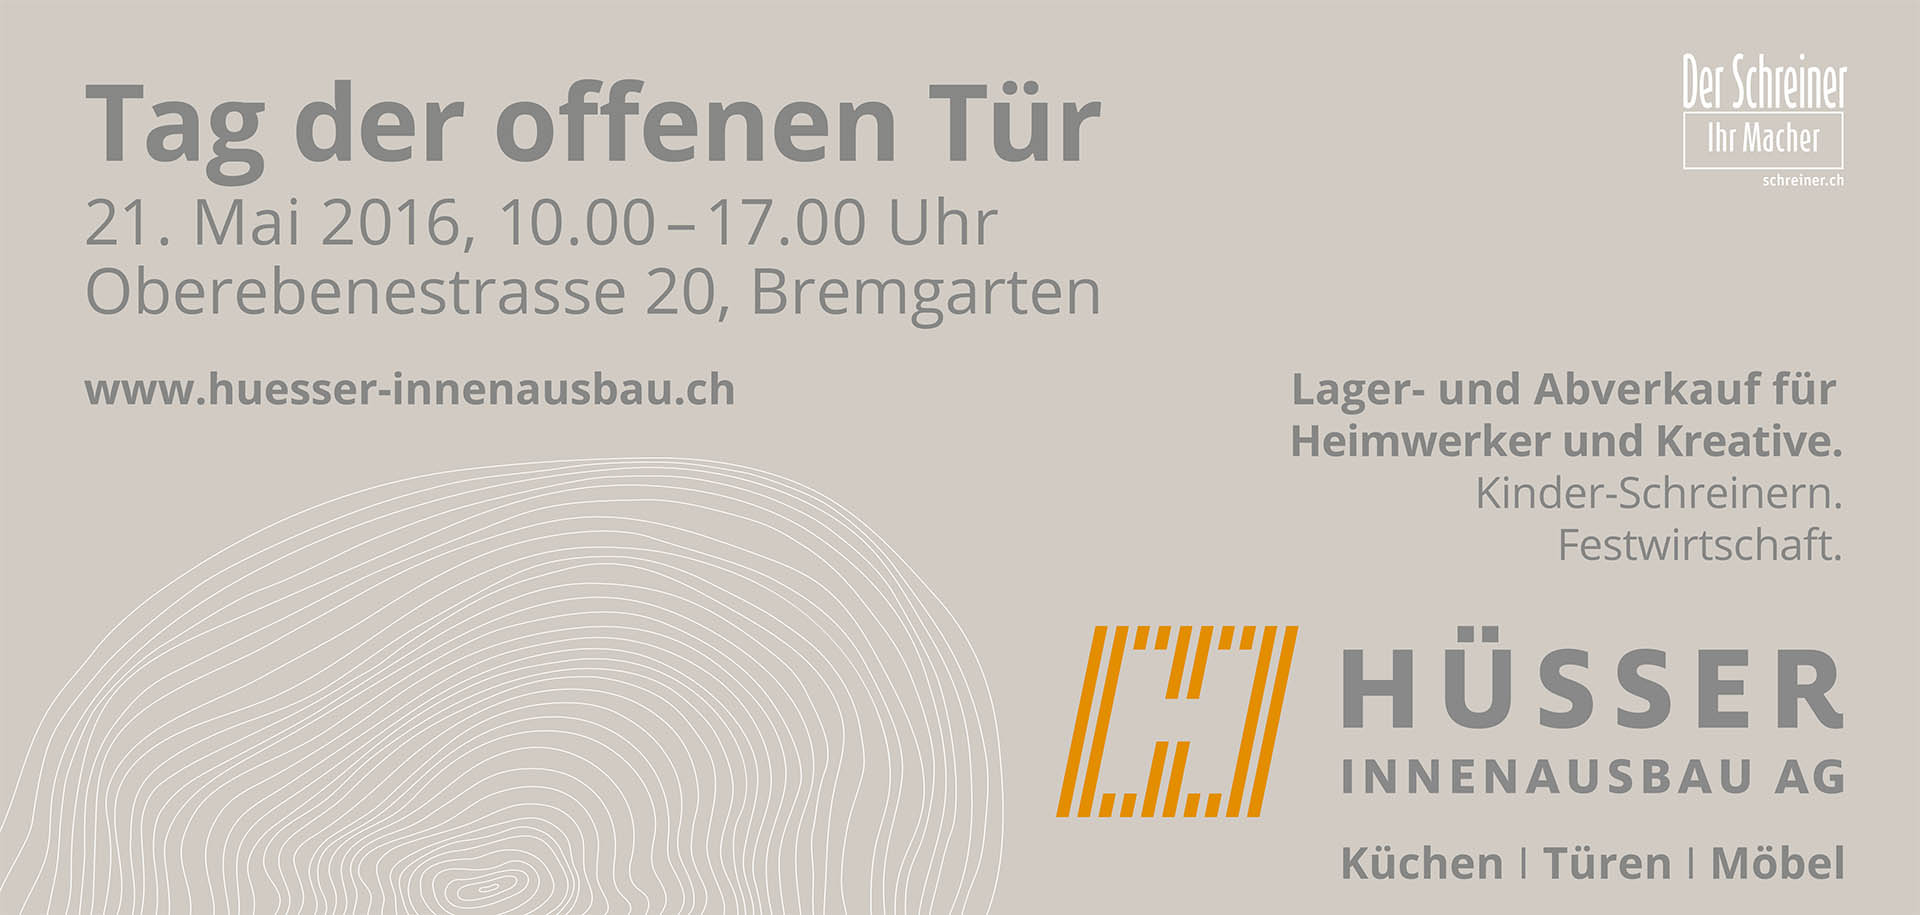 Tag der offenen Tür
21. Mai 2016, 10.00 – 17.00 Uhr
Oberebenestrasse 20, Bremgarten
www.huesser-innenausbau.ch
Der Schreiner
Ihr Macher
schreiner.ch
Lager- und Abverkauf für
Heimwerker und Kreative.
Kinder-Schreinern.
Festwirtschaft.
HÜSSER
INNENAUSBAU AG
Küchen | Türen | Möbel